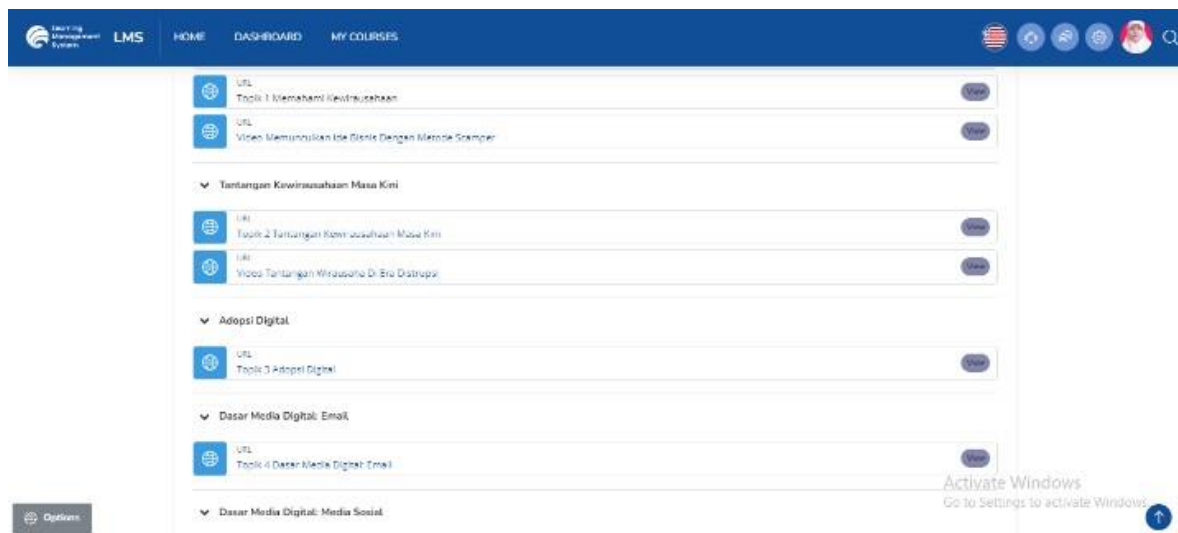 Learning
Management
System
LMS HOME DASHBOARD MY COURSES
URL
Topik 1 Memahami Kewirausahaan
View
URL
Video Memunculkan Ide Bisnis Dengan Metode Scamper
View
Tantangan Kewirausahaan Masa Kini
URL
Topik 2 Tantangan Kewirausahaan Masa Kini
View
URL
Video Tantangan Wirausaha Di Era Distrupsi
View
Adopsi Digital
URL
Topik 3 Adopsi Digital
View
Dasar Media Digital: Email
URL
Topik 4 Dasar Media Digital: Email
View
Activate Windows
Go to Settings to activate Windows.
Dasar Media Digital: Media Sosial
Options